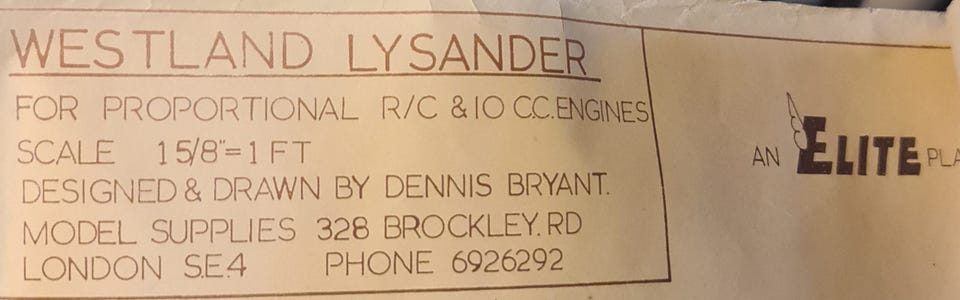 WESTLAND LYSANDER
FOR PROPORTIONAL R/C & 10 C.C. ENGINES
SCALE 1 5/8"= 1 FT
DESIGNED & DRAWN BY DENNIS BRYANT.
MODEL SUPPLIES 328 BROCKLEY. RD
LONDON S.E.4 PHONE 6926292
AN ELITE